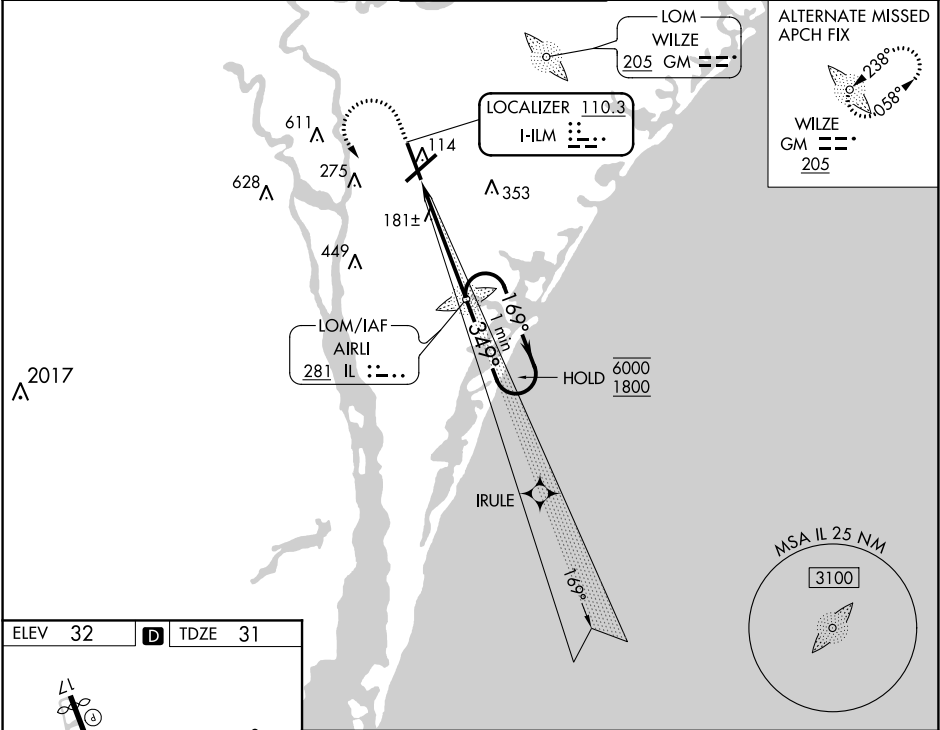 LOM
WILZE
205 GM
ALTERNATE MISSED
APCH FIX
238°
058°
WILZE
GM
205
LOCALIZER 110.3
I-ILM
611
114
275
628
353
181±
449
169°
1 min
349°
LOM/IAF
AIRLI
281 IL
HOLD 6000
1800
2017
IRULE
169°
MSA IL 25 NM
3100
ELEV 32 D TDZE 31
17
P